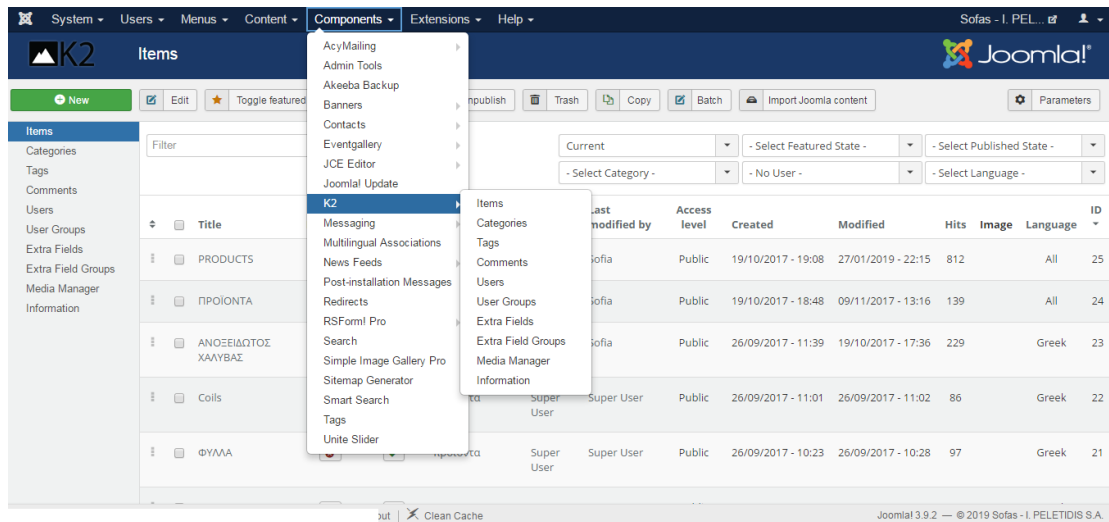 System Users Menus Content Components Extensions Help Sofas - I. PEL...
K2 Items Joomla!®
New Edit Toggle featured npublish Trash Copy Batch Import Joomla content Parameters
Items
Categories
Tags
Comments
Users
User Groups
Extra Fields
Extra Field Groups
Media Manager
Information
AcyMailing
Admin Tools
Akeeba Backup
Banners
Contacts
Eventgallery
JCE Editor
Joomla! Update
K2
Messaging
Multilingual Associations
News Feeds
Post-installation Messages
Redirects
RSForm! Pro
Search
Simple Image Gallery Pro
Sitemap Generator
Smart Search
Tags
Unite Slider
Items
Categories
Tags
Comments
Users
User Groups
Extra Fields
Extra Field Groups
Media Manager
Information
Filter Current - Select Featured State - - Select Published State -
- Select Category - - No User - - Select Language -
Title Last modified by Access level Created Modified Hits Image Language ID
PRODUCTS Sofia Public 19/10/2017 - 19:08 27/01/2019 - 22:15 812 All 25
ΠΡΟΪΟΝΤΑ Sofia Public 19/10/2017 - 18:48 09/11/2017 - 13:16 139 All 24
ΑΝΟΞΕΙΔΩΤΟΣ Sofia Public 26/09/2017 - 11:39 19/10/2017 - 17:36 229 Greek 23
ΧΑΛΥΒΑΣ
Coils Super User Super User Public 26/09/2017 - 11:01 26/09/2017 - 11:02 86 Greek 22
ΦΥΛΛΑ Super User Super User Public 26/09/2017 - 10:23 26/09/2017 - 10:28 97 Greek 21
Clean Cache Joomla! 3.9.2 — © 2019 Sofas - I. PELETIDIS S.A.